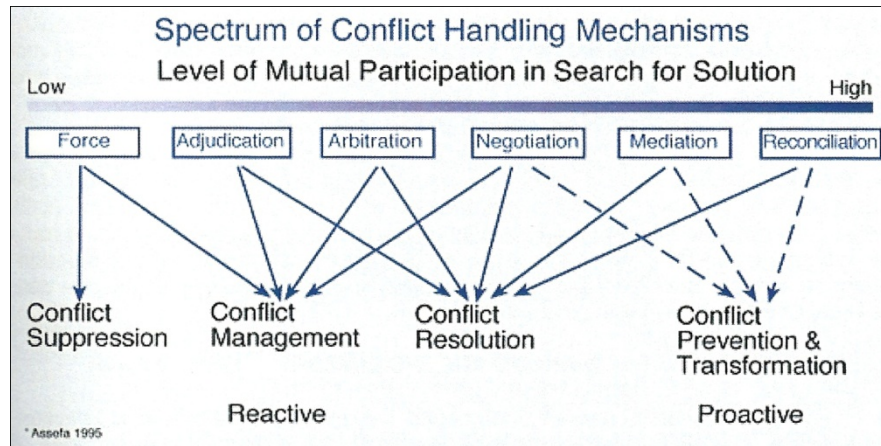 Spectrum of Conflict Handling Mechanisms
Level of Mutual Participation in Search for Solution
Low High
Force Adjudication Arbitration Negotiation Mediation Reconciliation
Conflict Suppression
Conflict Management
Conflict Resolution
Conflict Prevention & Transformation
Reactive Proactive
* Assefa 1995